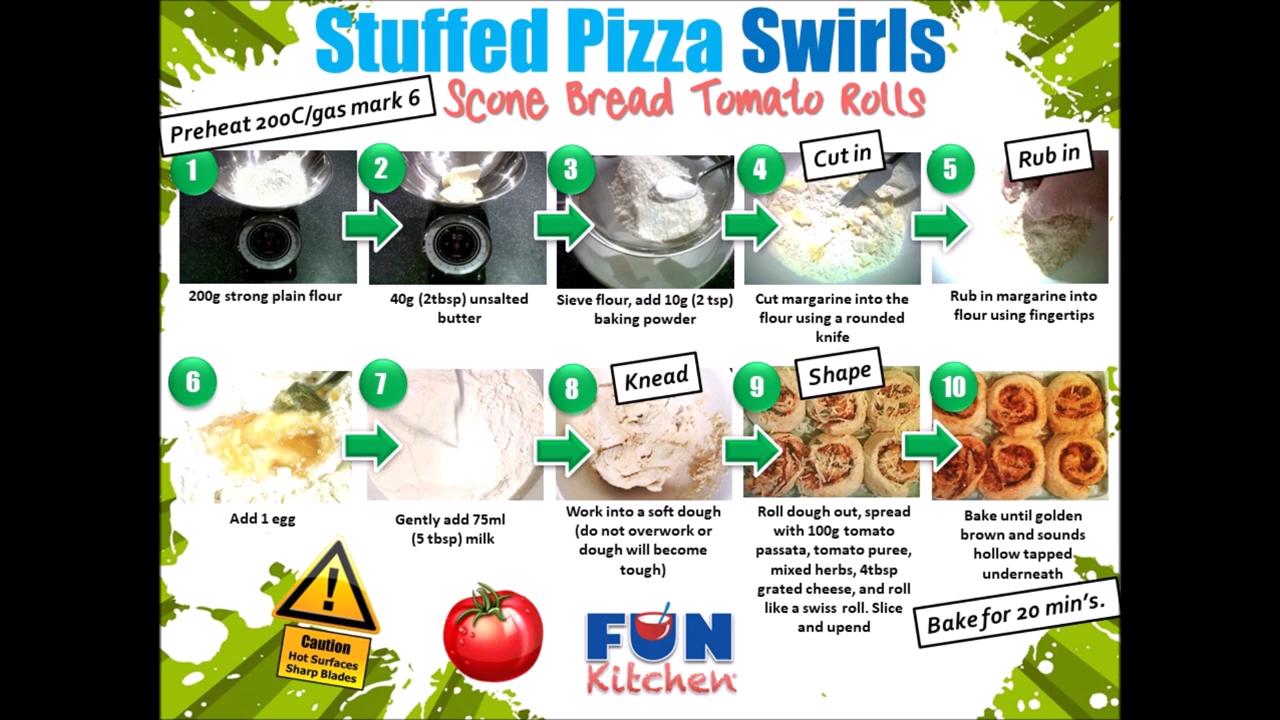 Stuffed Pizza Swirls
Scone Bread Tomato Rolls
Preheat 200C/gas mark 6
1
2
3
4
Cut in
5
Rub in
200g strong plain flour
40g (2tbsp) unsalted
butter
Sieve flour, add 10g (2 tsp)
baking powder
Cut margarine into the
flour using a rounded
knife
Rub in margarine into
flour using fingertips
6
7
8
Knead
9
Shape
10
Add 1 egg
Gently add 75ml
(5 tbsp) milk
Work into a soft dough
(do not overwork or
dough will become
tough)
Roll dough out, spread
with 100g tomato
passata, tomato puree,
mixed herbs, 4tbsp
grated cheese, and roll
like a swiss roll. Slice
and upend
Bake until golden
brown and sounds
hollow tapped
underneath
Bake for 20 min's.
Caution
Hot Surfaces
Sharp Blades
FUN
Kitchen